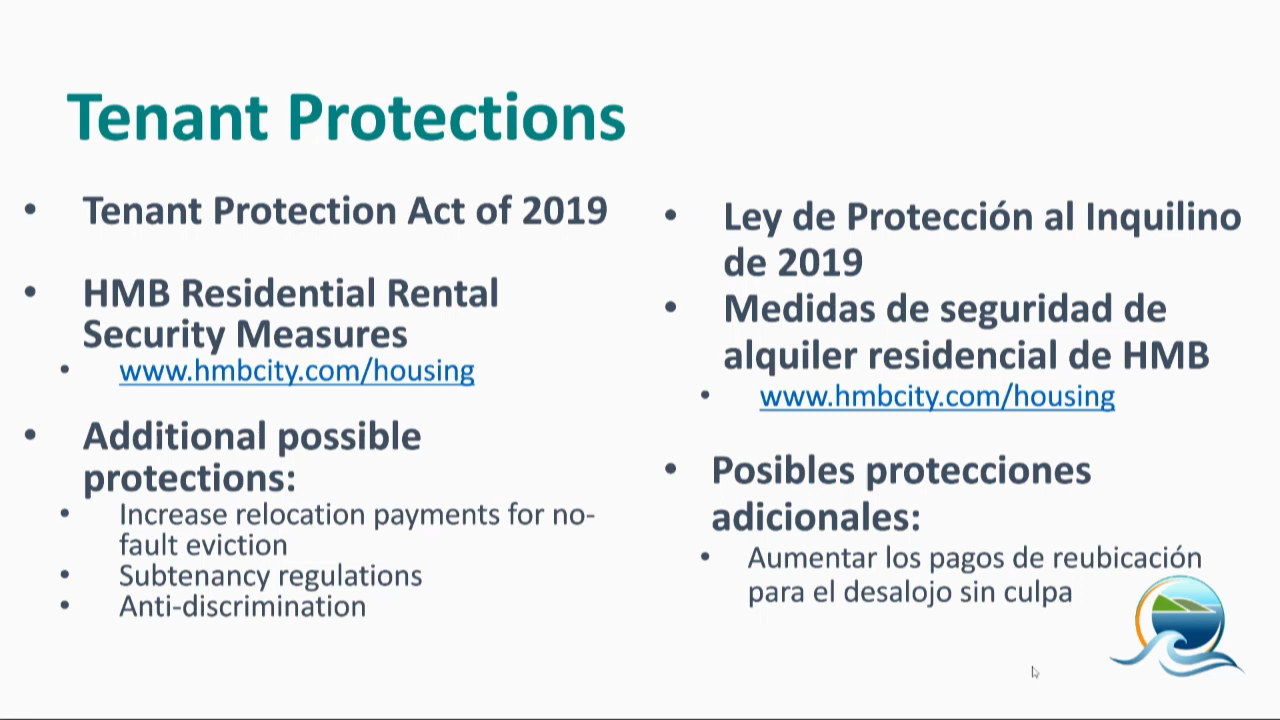 Tenant Protections
• Tenant Protection Act of 2019
• HMB Residential Rental
Security Measures
• www.hmbcity.com/housing
• Additional possible
protections:
• Increase relocation payments for no-
fault eviction
• Subtenancy regulations
• Anti-discrimination
• Ley de Protección al Inquilino
de 2019
• Medidas de seguridad de
alquiler residencial de HMB
• www.hmbcity.com/housing
• Posibles protecciones
adicionales:
• Aumentar los pagos de reubicación
para el desalojo sin culpa